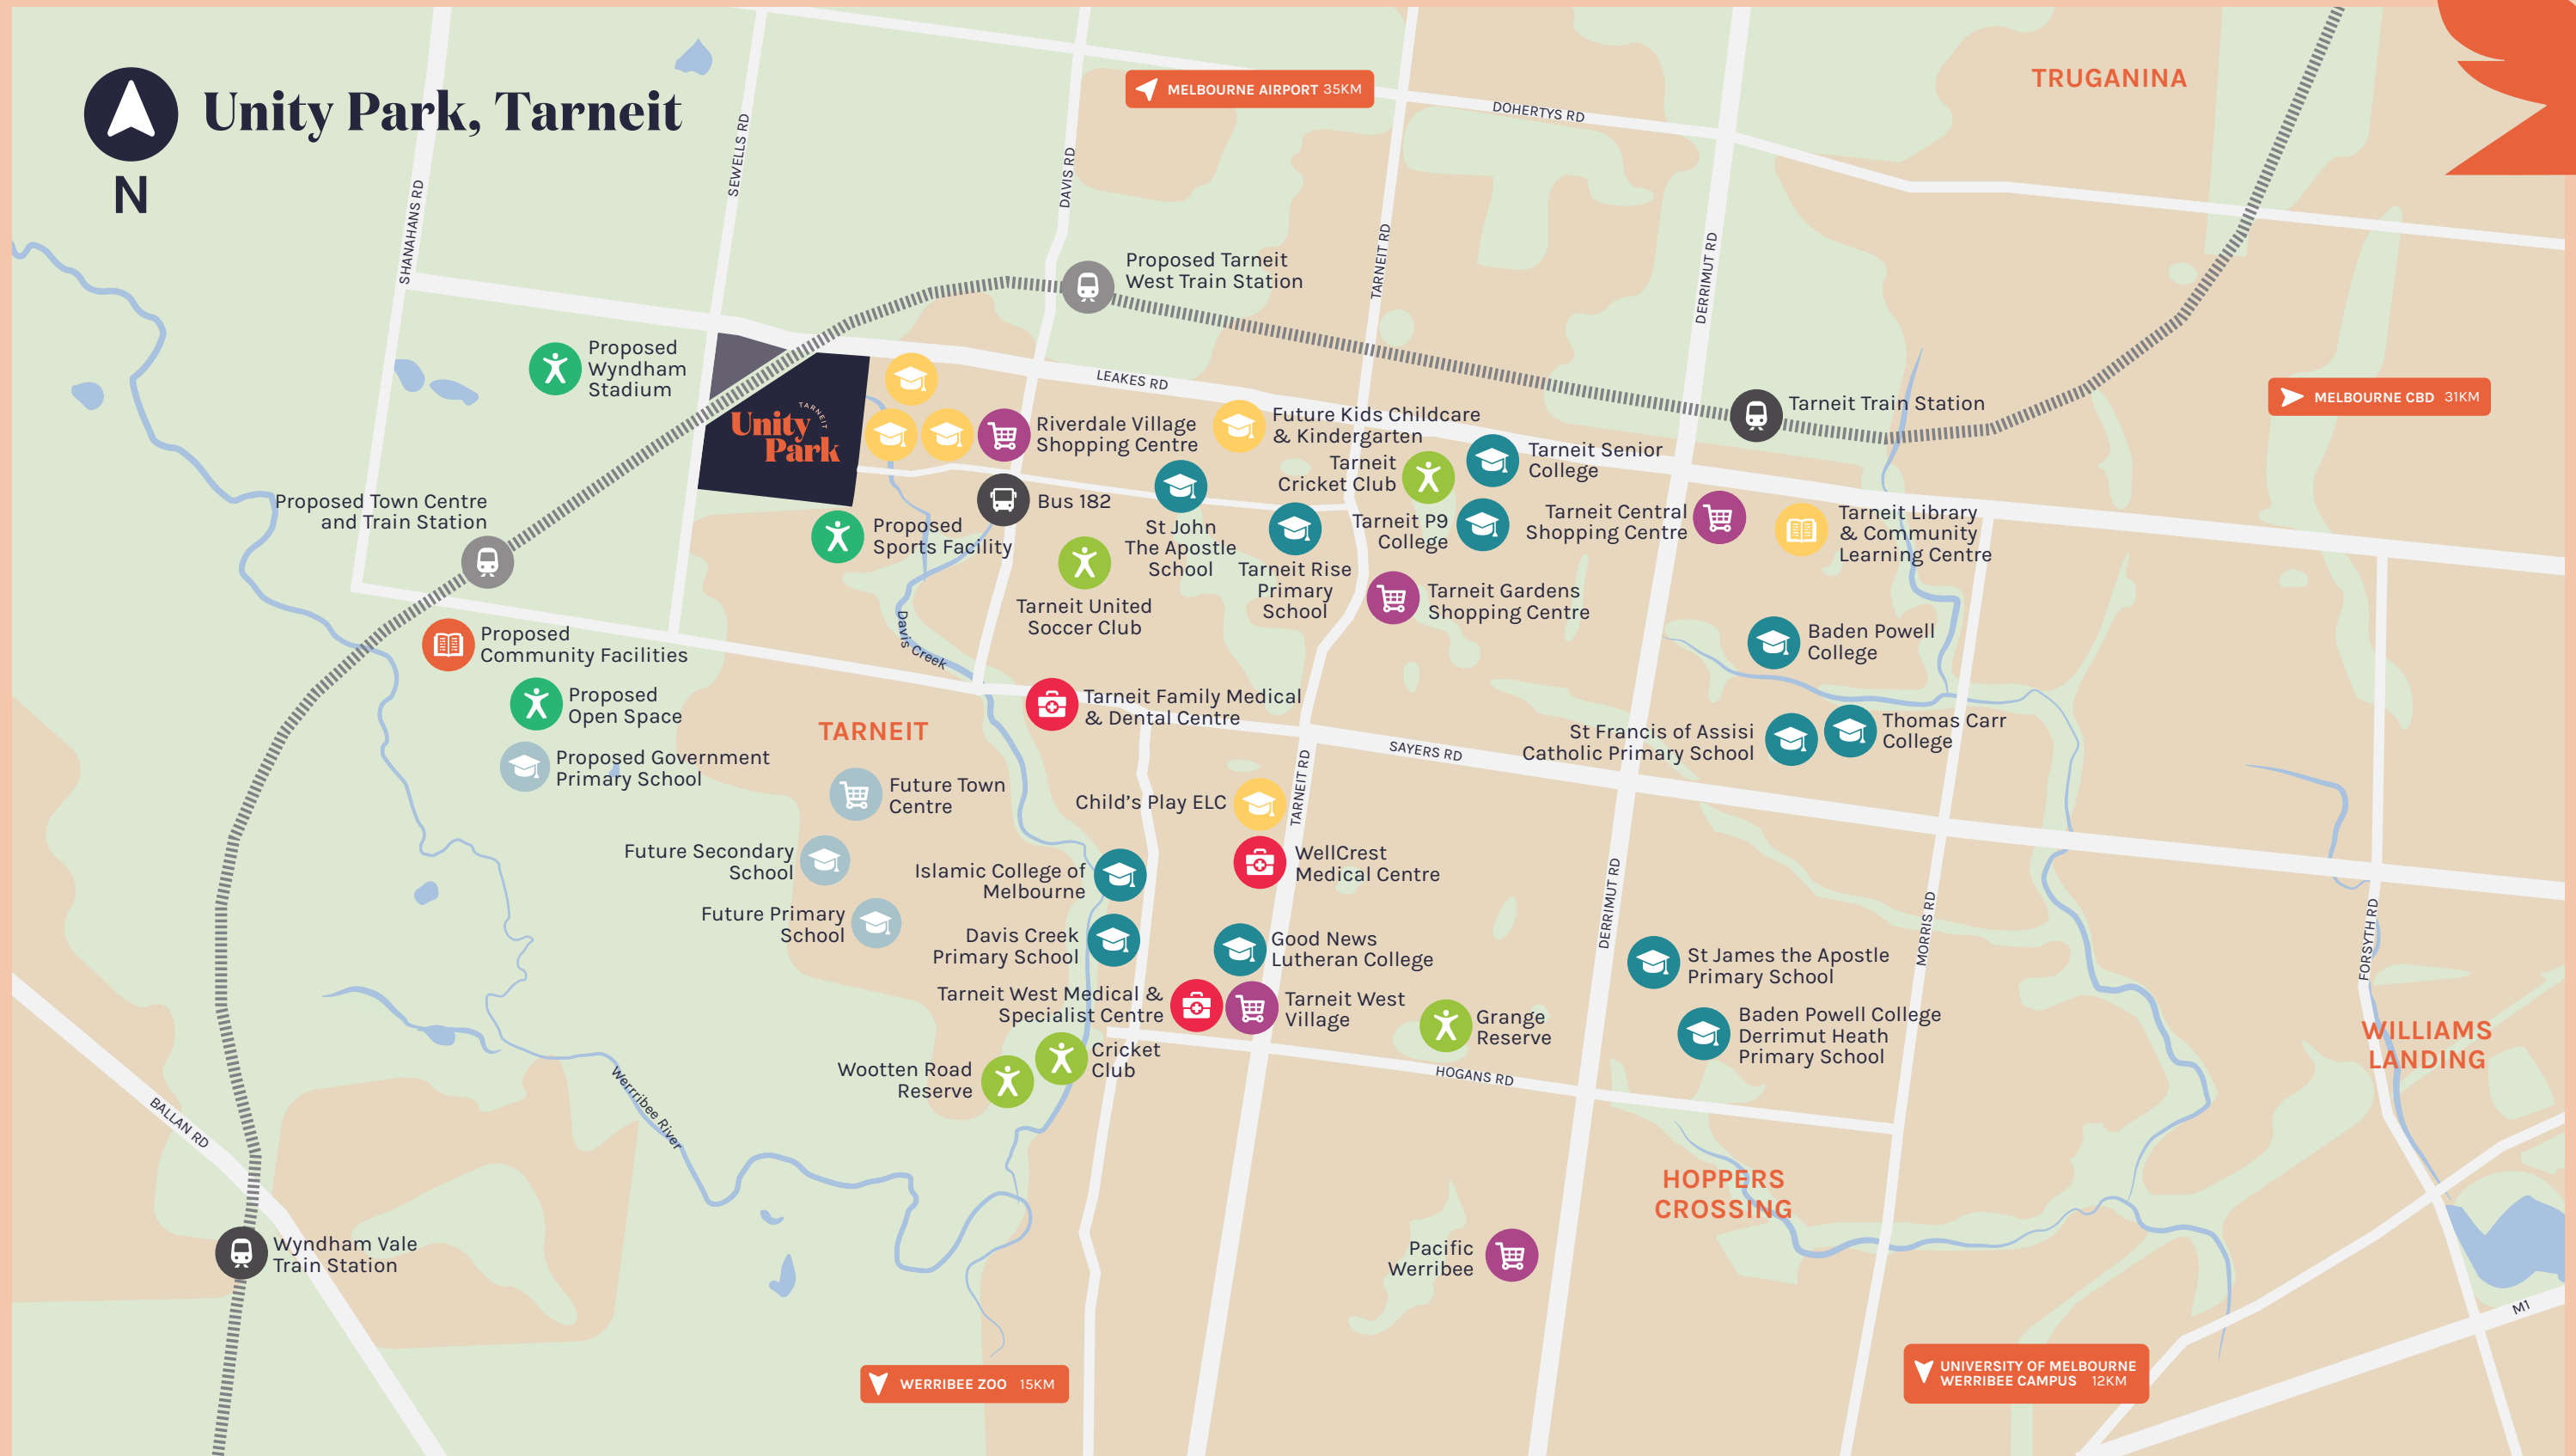 Unity Park, Tarneit
N
MELBOURNE AIRPORT 35KM
TRUGANINA
DOHERTYS RD
SEWELLS RD
DAVIS RD
SHANAHANS RD
TARNEIT RD
DERRIMUT RD
Proposed Tarneit
West Train Station
Proposed
Wyndham
Stadium
TARNEIT
Unity
Park
LEAKES RD
Tarneit Train Station
MELBOURNE CBD 31KM
Riverdale Village
Shopping Centre
Future Kids Childcare
& Kindergarten
Tarneit
Cricket Club
Tarneit Senior
College
Proposed Town Centre
and Train Station
Bus 182
Proposed
Sports Facility
St John
The Apostle
School
Tarneit Rise
Primary
School
Tarneit P9
College
Tarneit Central
Shopping Centre
Tarneit Library
& Community
Learning Centre
Tarneit United
Soccer Club
Tarneit Gardens
Shopping Centre
Davis Creek
Proposed
Community Facilities
Baden Powell
College
Proposed
Open Space
Tarneit Family Medical
& Dental Centre
TARNEIT
Proposed Government
Primary School
SAYERS RD
St Francis of Assisi
Catholic Primary School
Thomas Carr
College
Future Town
Centre
Child's Play ELC
TARNEIT RD
Future Secondary
School
Islamic College of
Melbourne
WellCrest
Medical Centre
DERRIMUT RD
MORRIS RD
FORSYTH RD
Future Primary
School
Davis Creek
Primary School
Good News
Lutheran College
St James the Apostle
Primary School
Tarneit West Medical &
Specialist Centre
Tarneit West
Village
Grange
Reserve
Baden Powell College
Derrimut Heath
Primary School
WILLIAMS
LANDING
Cricket
Club
Wootten Road
Reserve
HOGANS RD
Werribee River
BALLAN RD
HOPPERS
CROSSING
Wyndham Vale
Train Station
Pacific
Werribee
M1
WERRIBEE ZOO 15KM
UNIVERSITY OF MELBOURNE
WERRIBEE CAMPUS 12KM